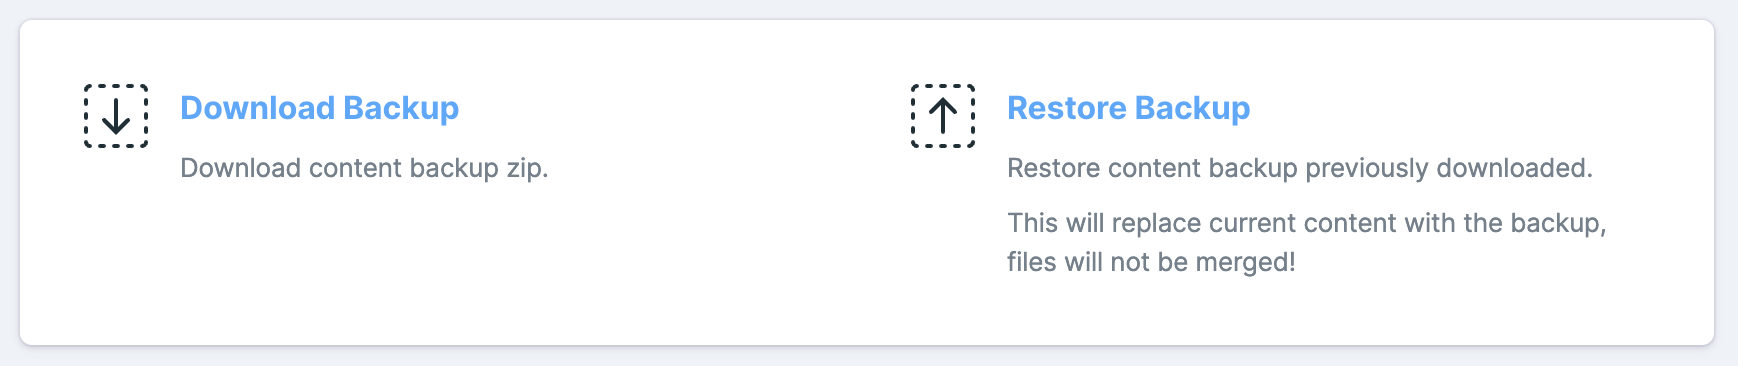 Download Backup
Download content backup zip.
Restore Backup
Restore content backup previously downloaded.
This will replace current content with the backup,
files will not be merged!